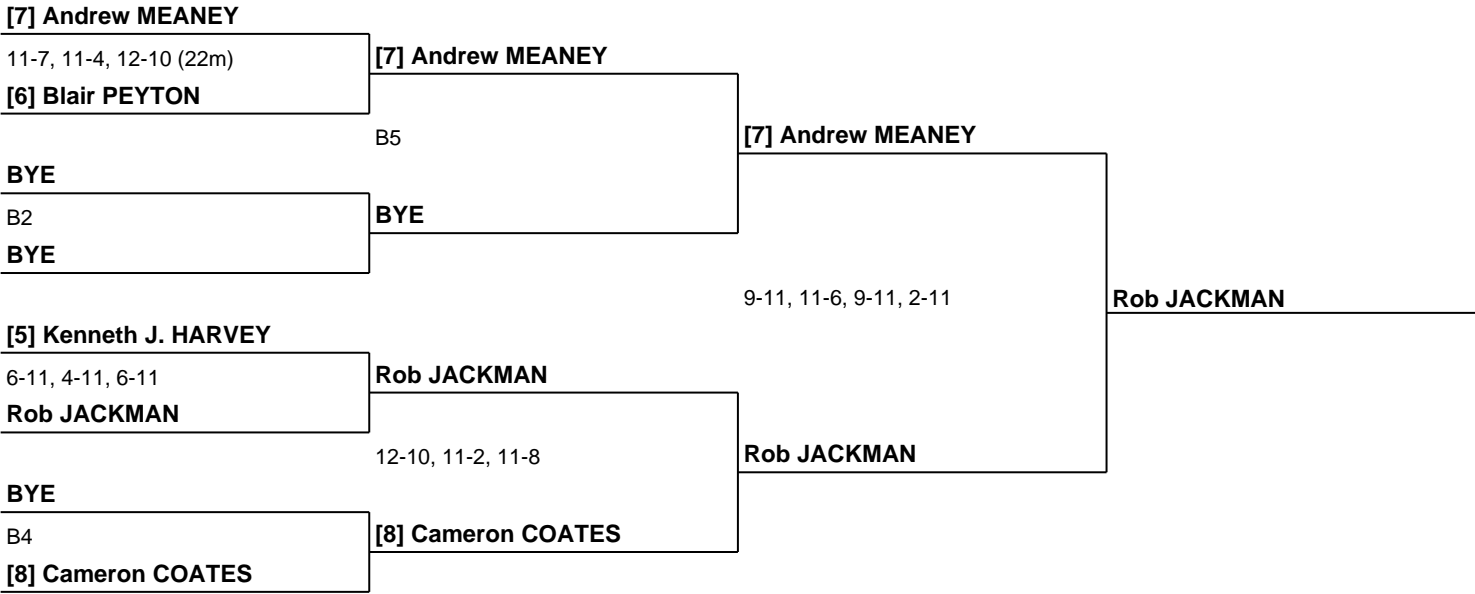 [7] Andrew MEANEY
11-7, 11-4, 12-10 (22m)
[7] Andrew MEANEY
[6] Blair PEYTON
B5
[7] Andrew MEANEY
BYE
B2
BYE
BYE
9-11, 11-6, 9-11, 2-11
Rob JACKMAN
[5] Kenneth J. HARVEY
6-11, 4-11, 6-11
Rob JACKMAN
Rob JACKMAN
12-10, 11-2, 11-8
Rob JACKMAN
BYE
B4
[8] Cameron COATES
[8] Cameron COATES